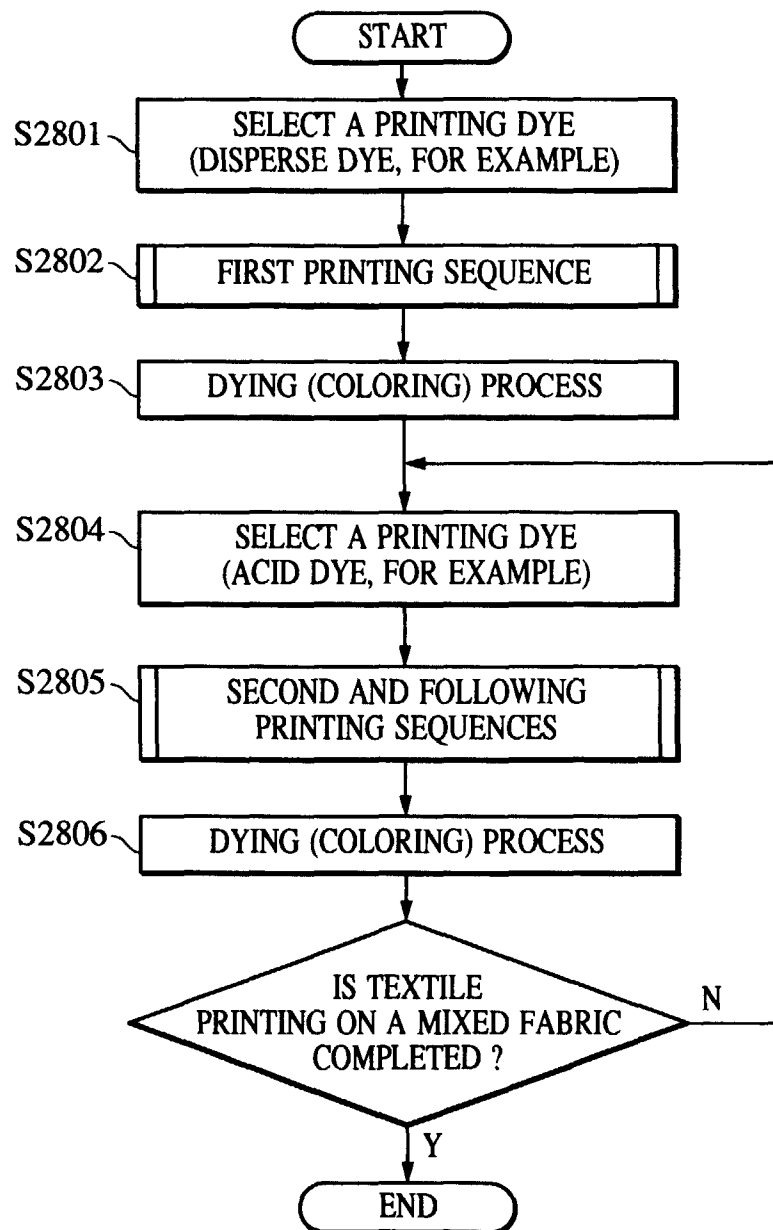 START
S2801
SELECT A PRINTING DYE
(DISPERSE DYE, FOR EXAMPLE)
S2802
FIRST PRINTING SEQUENCE
S2803
DYING (COLORING) PROCESS
S2804
SELECT A PRINTING DYE
(ACID DYE, FOR EXAMPLE)
S2805
SECOND AND FOLLOWING
PRINTING SEQUENCES
S2806
DYING (COLORING) PROCESS
IS TEXTILE
PRINTING ON A MIXED FABRIC
COMPLETED ?
N
Y
END